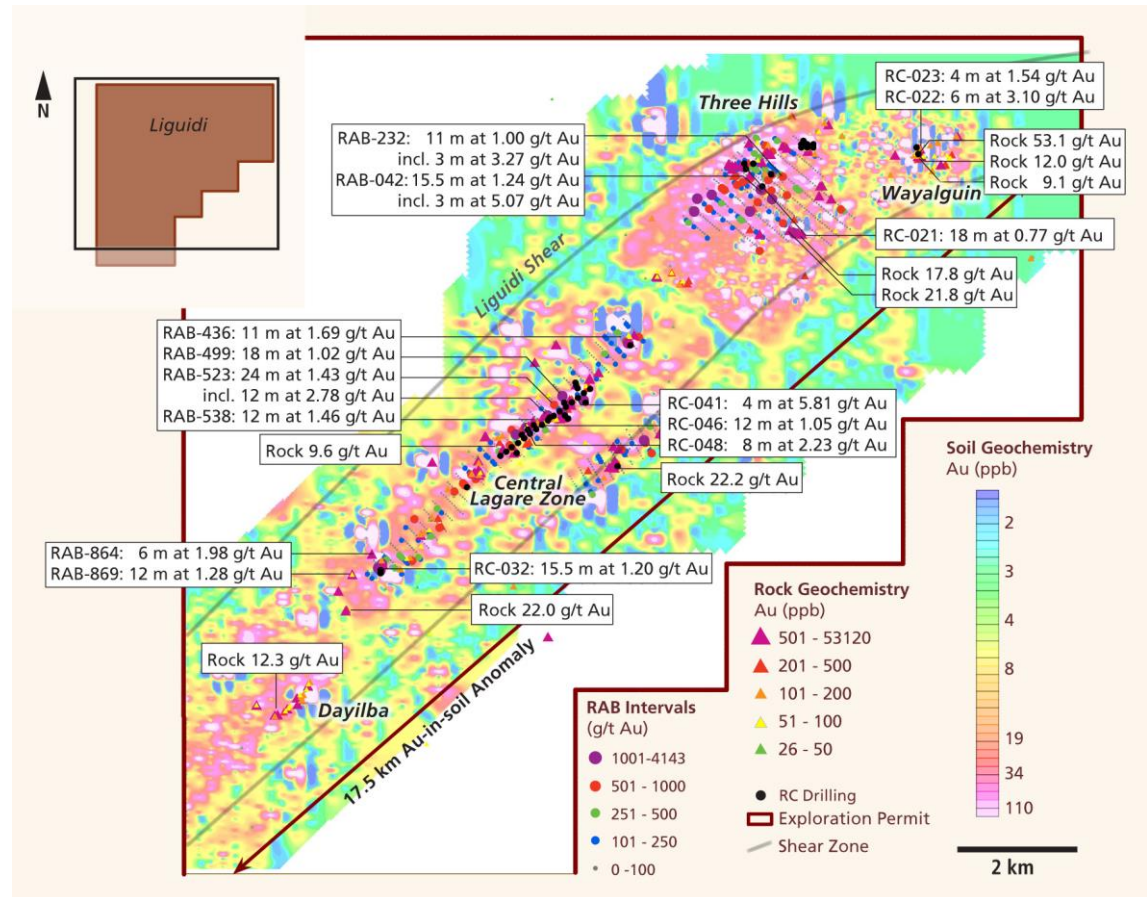 N
Liguidi
Three Hills
RC-023: 4 m at 1.54 g/t Au
RC-022: 6 m at 3.10 g/t Au
RAB-232: 11 m at 1.00 g/t Au
incl. 3 m at 3.27 g/t Au
RAB-042: 15.5 m at 1.24 g/t Au
incl. 3 m at 5.07 g/t Au
Rock 53.1 g/t Au
Rock 12.0 g/t Au
Rock 9.1 g/t Au
Wayalguin
RC-021: 18 m at 0.77 g/t Au
Rock 17.8 g/t Au
Rock 21.8 g/t Au
Liguidi Shear
RAB-436: 11 m at 1.69 g/t Au
RAB-499: 18 m at 1.02 g/t Au
RAB-523: 24 m at 1.43 g/t Au
incl. 12 m at 2.78 g/t Au
RAB-538: 12 m at 1.46 g/t Au
RC-041: 4 m at 5.81 g/t Au
RC-046: 12 m at 1.05 g/t Au
RC-048: 8 m at 2.23 g/t Au
Rock 9.6 g/t Au
Rock 22.2 g/t Au
Central
Lagare Zone
RAB-864: 6 m at 1.98 g/t Au
RAB-869: 12 m at 1.28 g/t Au
RC-032: 15.5 m at 1.20 g/t Au
Rock 22.0 g/t Au
Rock 12.3 g/t Au
Dayilba
17.5 km Au-in-soil Anomaly
RAB Intervals
(g/t Au)
1001-4143
501 - 1000
251 - 500
101 - 250
0 -100
Rock Geochemistry
Au (ppb)
501 - 53120
201 - 500
101 - 200
51 - 100
26 - 50
RC Drilling
Exploration Permit
Shear Zone
Soil Geochemistry
Au (ppb)
2
3
4
8
19
34
110
2 km